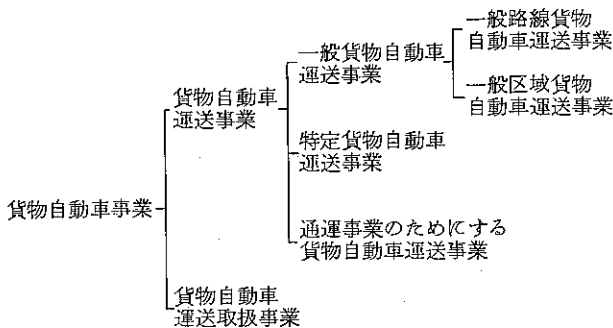 一般路線貨物
自動車運送事業
一般貨物自動車
運送事業
一般区域貨物
自動車運送事業
貨物自動車
運送事業
特定貨物自動車
運送事業
貨物自動車事業
通運事業のためにする
貨物自動車運送事業
貨物自動車
運送取扱事業